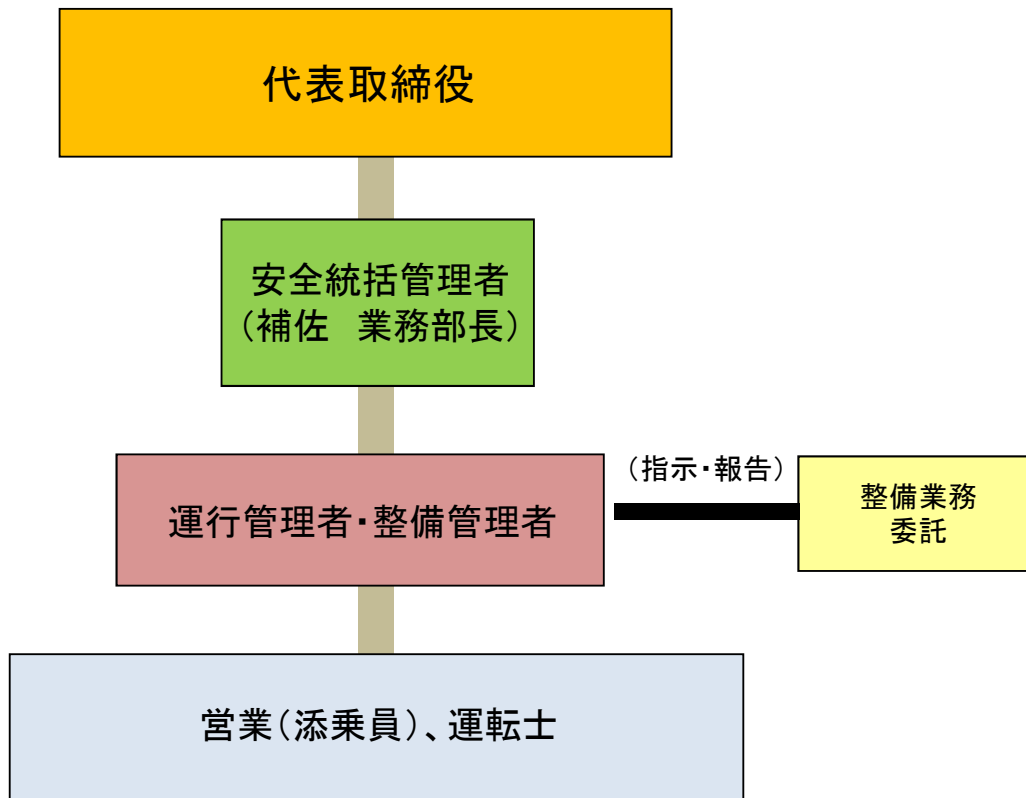 代表取締役
安全統括管理者
（補佐　業務部長）
運行管理者・整備管理者
（指示・報告）
整備業務
委託
営業（添乗員）、運転士